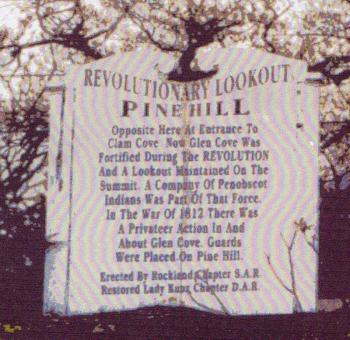 REVOLUTIONARY LOOKOUT
PINE HILL
Opposite Here At Entrance To
Clam Cove Now Glen Cove Was
Fortified During The REVOLUTION
And A Lookout Maintained On The
Summit. A Company Of Penobscot
Indians Was Part Of That Force.
In The War Of 1812 There Was
A Privateer Action In And
About Glen Cove. Guards
Were Placed On Pine Hill.
Erected By Rockland Chapter S.A.R.
Restored Lady Knox Chapter D.A.R.